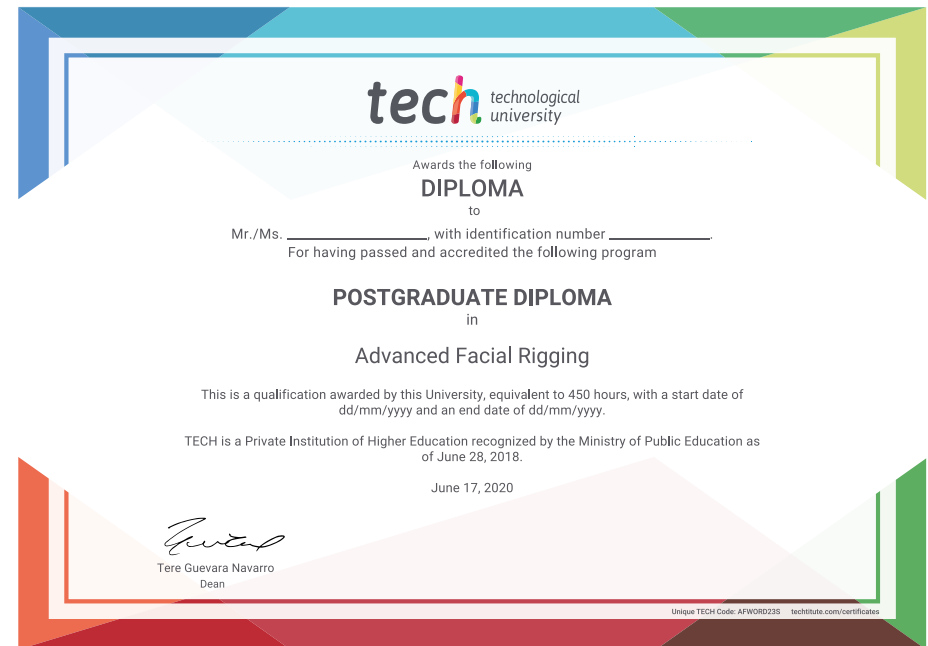 tech technological
university
Awards the following
DIPLOMA
to
Mr./Ms. __________________, with identification number _____________.
For having passed and accredited the following program
POSTGRADUATE DIPLOMA
in
Advanced Facial Rigging
This is a qualification awarded by this University, equivalent to 450 hours, with a start date of
dd/mm/yyyy and an end date of dd/mm/yyyy.
TECH is a Private Institution of Higher Education recognized by the Ministry of Public Education as
of June 28, 2018.
June 17, 2020
Tere Guevara Navarro
Dean
Unique TECH Code: AFWORD23S techtitute.com/certificates